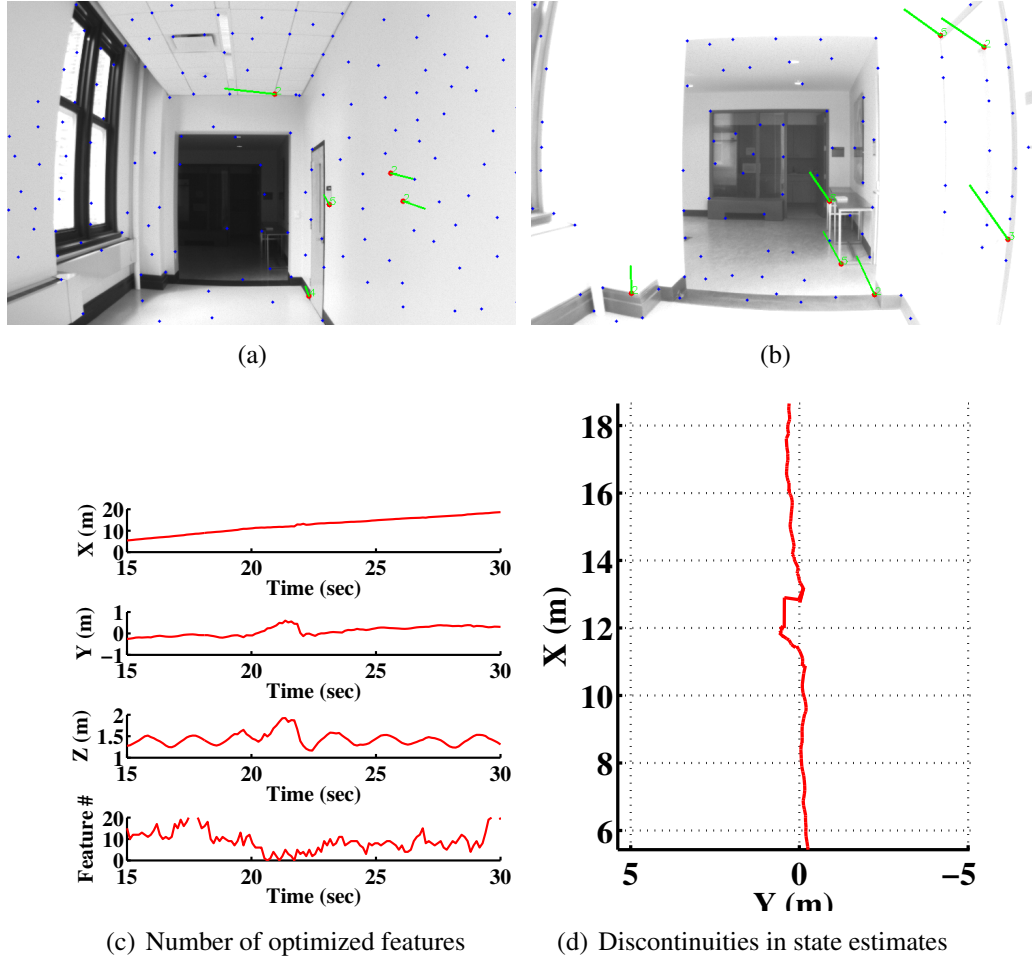 (a)
(b)
X (m)
20
10
0
15 20 25 30
Time (sec)
Y (m)
1
0
−1
15 20 25 30
Time (sec)
Z (m)
2
1.5
1
15 20 25 30
Time (sec)
Feature #
20
10
0
15 20 25 30
Time (sec)
X (m)
18
16
14
12
10
8
6
5 0 −5
Y (m)
(c) Number of optimized features
(d) Discontinuities in state estimates